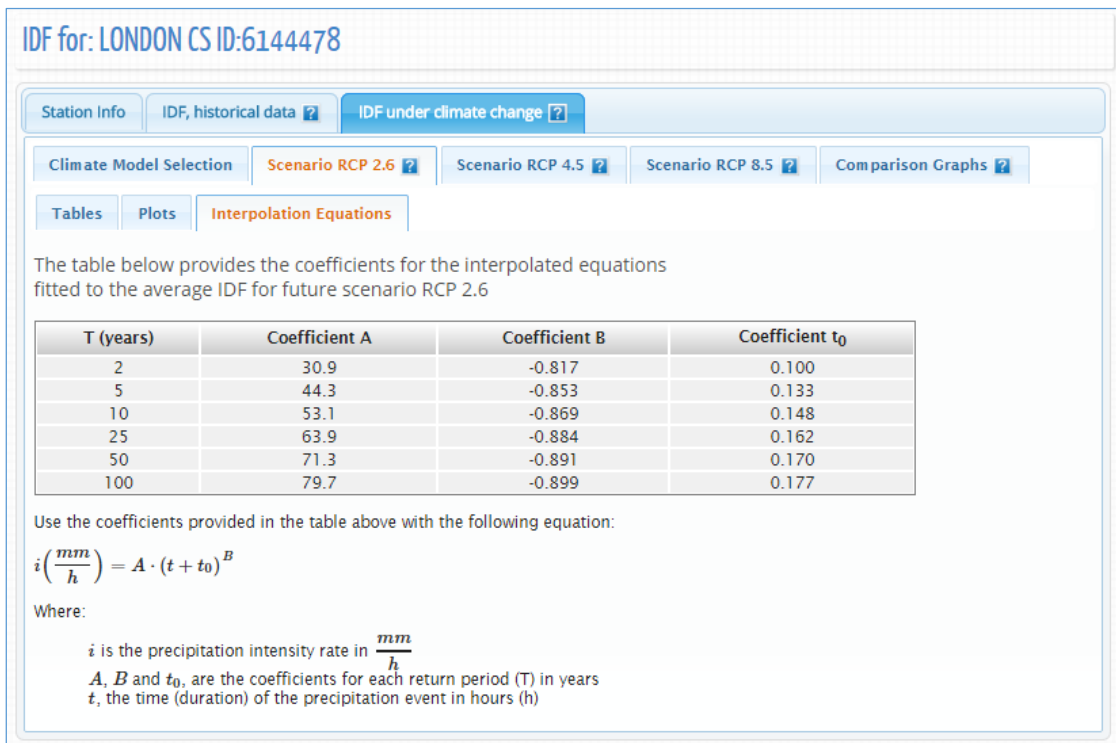 IDF for: LONDON CS ID:6144478
Station Info IDF, historical data ? IDF under climate change ?
Climate Model Selection Scenario RCP 2.6 ? Scenario RCP 4.5 ? Scenario RCP 8.5 ? Comparison Graphs ?
Tables Plots Interpolation Equations
The table below provides the coefficients for the interpolated equations
fitted to the average IDF for future scenario RCP 2.6
T (years) Coefficient A Coefficient B Coefficient t₀
2 30.9 -0.817 0.100
5 44.3 -0.853 0.133
10 53.1 -0.869 0.148
25 63.9 -0.884 0.162
50 71.3 -0.891 0.170
100 79.7 -0.899 0.177
Use the coefficients provided in the table above with the following equation:
i(mm/h) = A · (t + t₀)^B
Where:
i is the precipitation intensity rate in mm/h
A, B and t₀, are the coefficients for each return period (T) in years
t, the time (duration) of the precipitation event in hours (h)